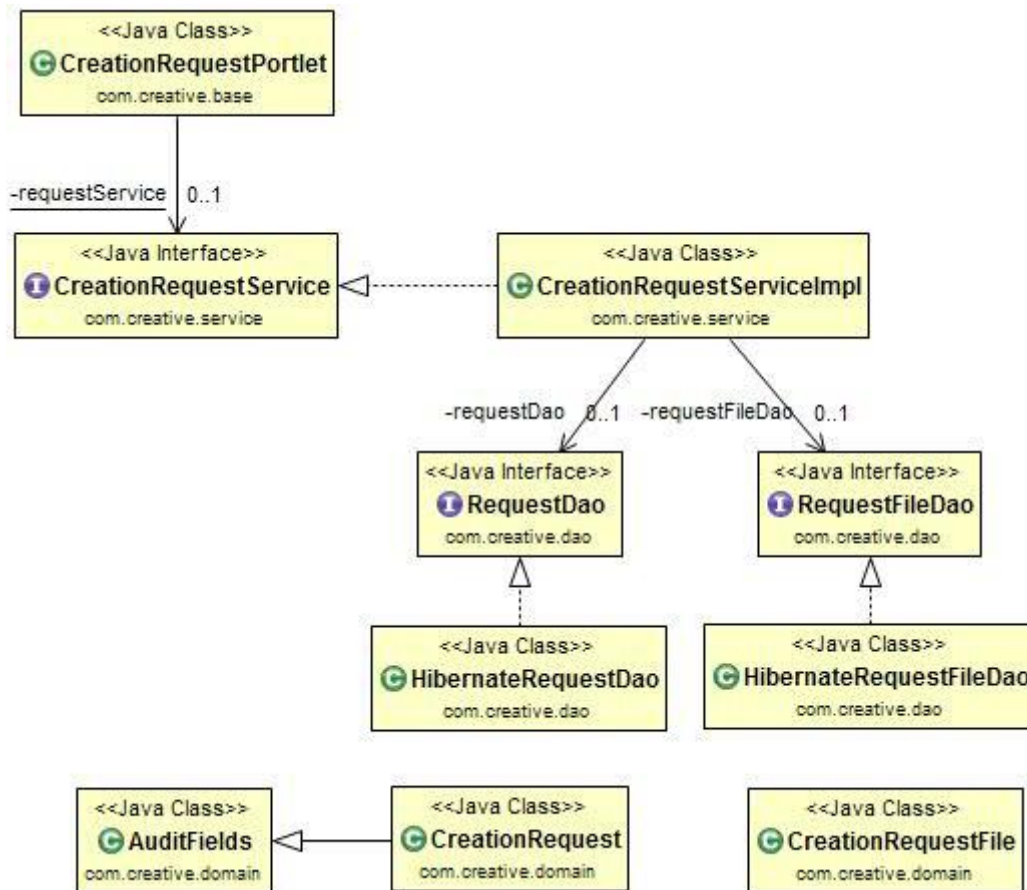 <<Java Class>>
CreationRequestPortlet
com.creative.base
-requestService 0..1
<<Java Interface>>
CreationRequestService
com.creative.service
<<Java Class>>
CreationRequestServiceImpl
com.creative.service
-requestDao 0..1 -requestFileDao 0..1
<<Java Interface>>
RequestDao
com.creative.dao
<<Java Interface>>
RequestFileDao
com.creative.dao
<<Java Class>>
HibernateRequestDao
com.creative.dao
<<Java Class>>
HibernateRequestFileDao
com.creative.dao
<<Java Class>>
AuditFields
com.creative.domain
<<Java Class>>
CreationRequest
com.creative.domain
<<Java Class>>
CreationRequestFile
com.creative.domain